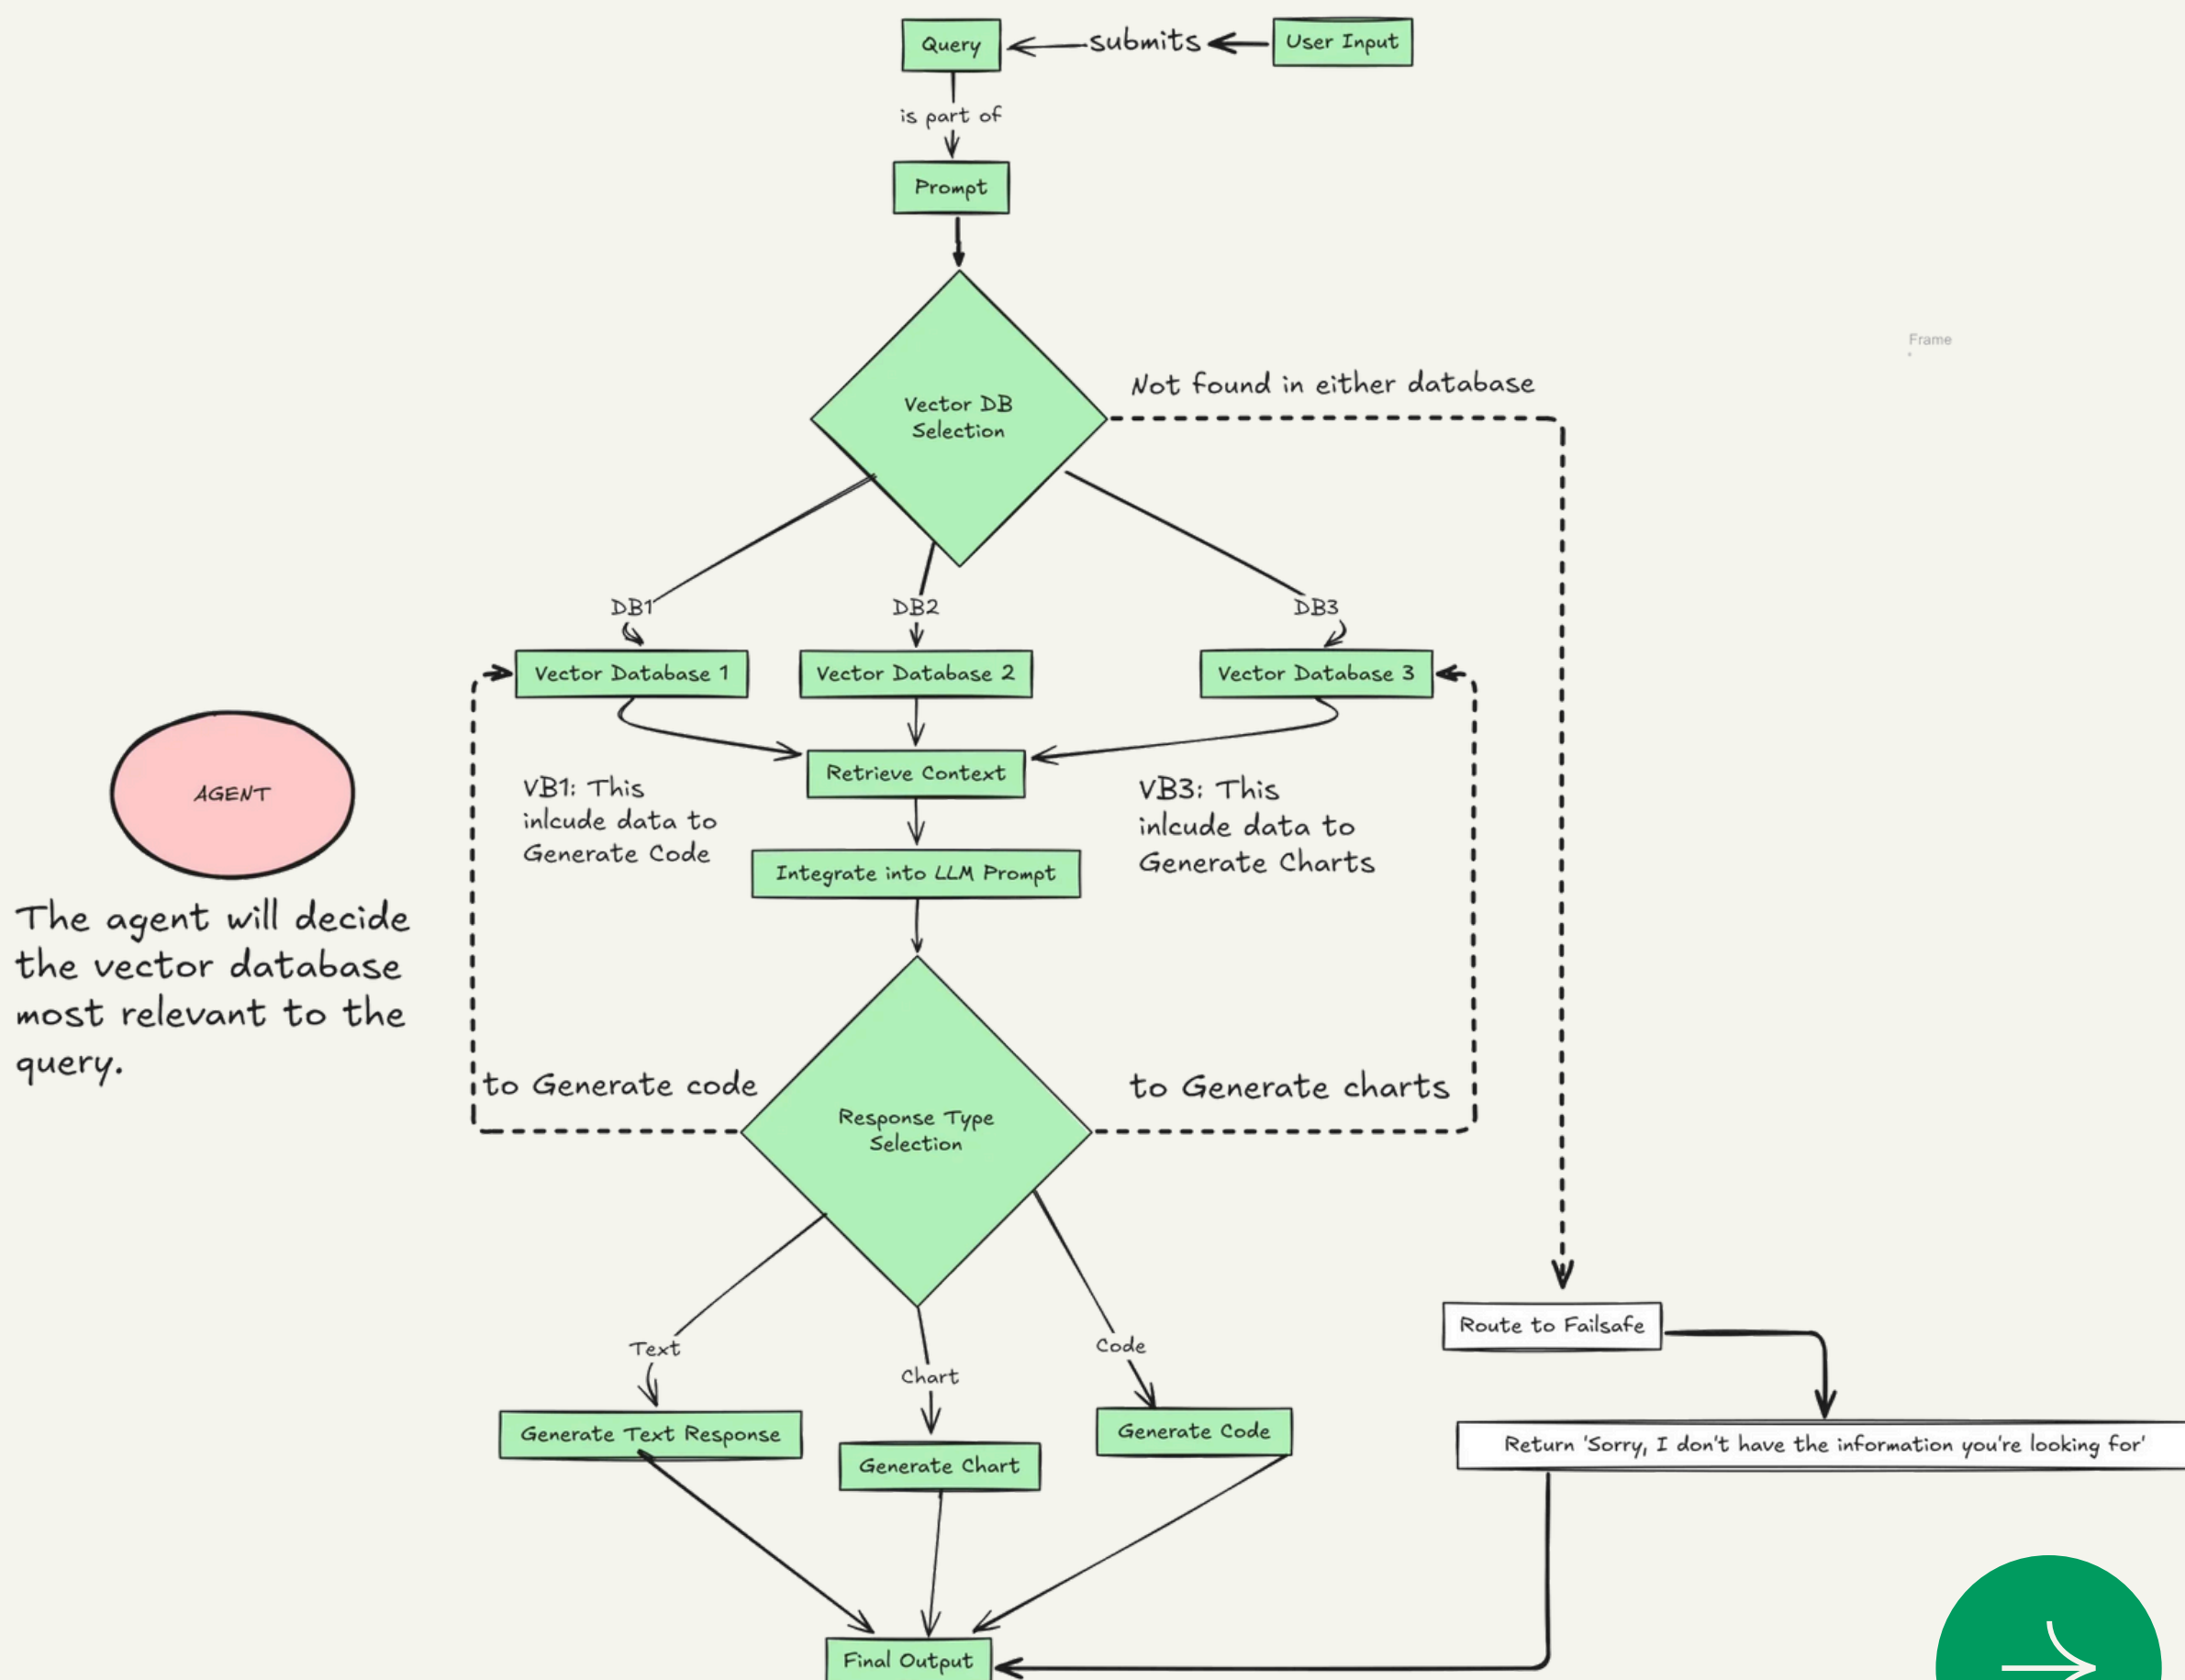 Query
submits
User Input
is part of
Prompt
Frame
Vector DB
Selection
Not found in either database
DB1
DB2
DB3
Vector Database 1
Vector Database 2
Vector Database 3
Retrieve Context
VB1: This
inlcude data to
Generate Code
VB3: This
inlcude data to
Generate Charts
AGENT
Integrate into LLM Prompt
The agent will decide
the vector database
most relevant to the
query.
to Generate code
to Generate charts
Response Type
Selection
Text
Chart
Code
Route to Failsafe
Generate Text Response
Generate Chart
Generate Code
Return 'Sorry, I don't have the information you're looking for'
Final Output